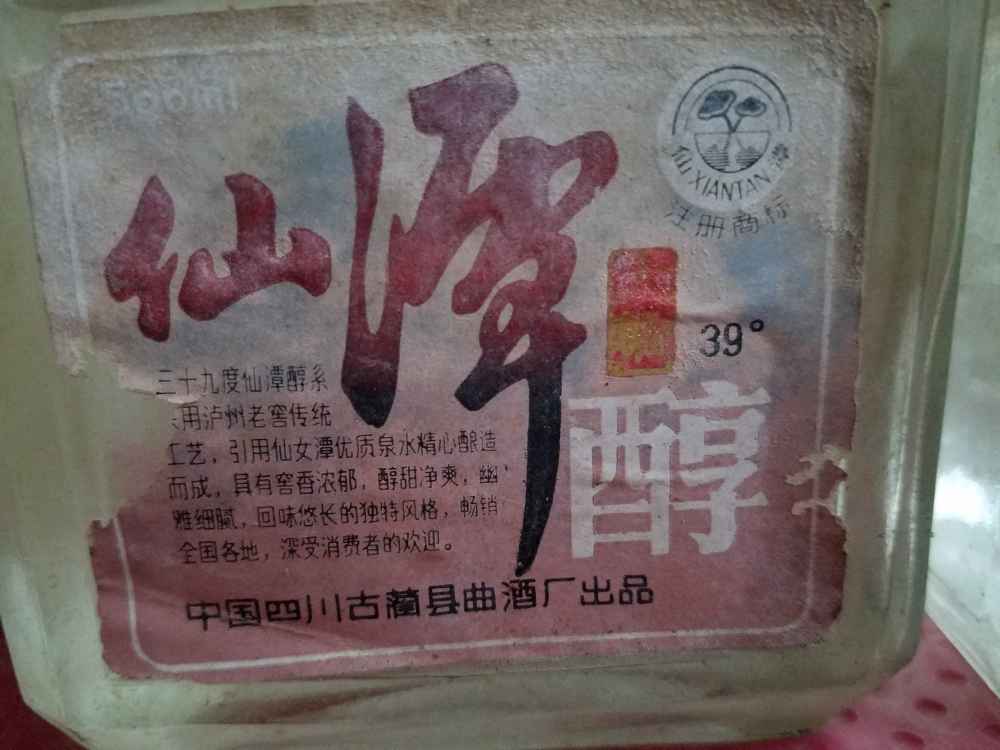 500ml
仙潭
仙 XIANTAN 潭
注册商标
39°
醇
三十九度仙潭醇系
用泸州老窖传统
工艺，引用仙女潭优质泉水精心酿造
而成，具有窖香浓郁，醇甜净爽，幽
雅细腻，回味悠长的独特风格，畅销
全国各地，深受消费者的欢迎。
中国四川古蔺县曲酒厂出品